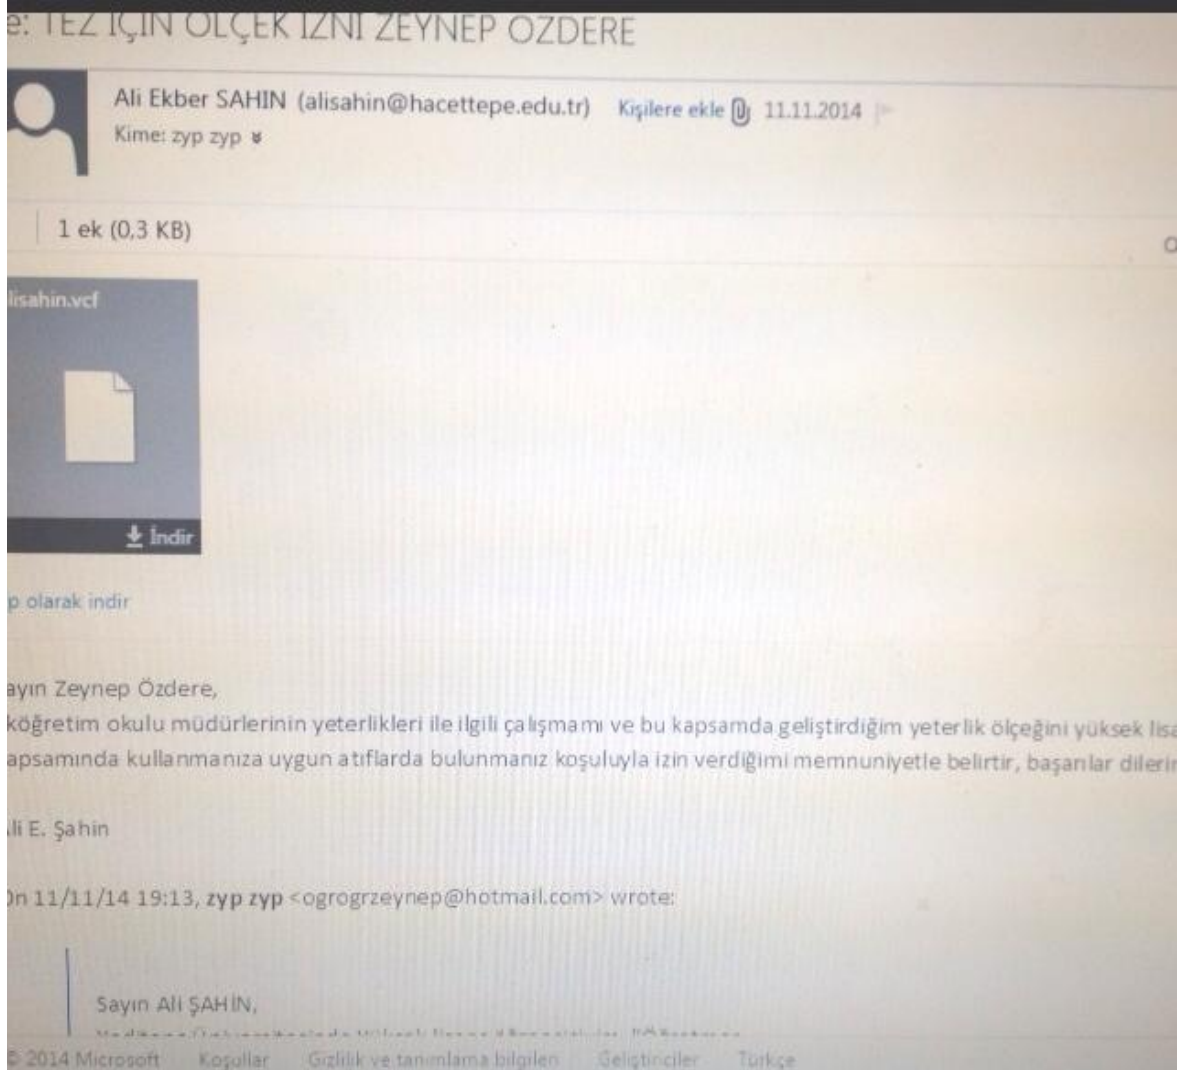 e: TEZ İÇİN ÖLÇEK İZNİ ZEYNEP ÖZDERE
Ali Ekber SAHIN (alisahin@hacettepe.edu.tr) Kişilere ekle 11.11.2014
Kime: zyp zyp
1 ek (0,3 KB)
lisahin.vcf
İndir
p olarak indir
ayın Zeynep Özdere,
köğretim okulu müdürlerinin yeterlikleri ile ilgili çalışmamı ve bu kapsamda geliştirdiğim yeterlik ölçeğini yüksek lisa
apsamında kullanmanıza uygun atıflarda bulunmanız koşuluyla izin verdiğimi memnuniyetle belirtir, başarılar dilerir
li E. Şahin
On 11/11/14 19:13, zyp zyp <ogrogrzeynep@hotmail.com> wrote:
Sayın Ali ŞAHİN,
© 2014 Microsoft Koşullar Gizlilik ve tanımlama bilgileri Geliştiriciler Türkçe